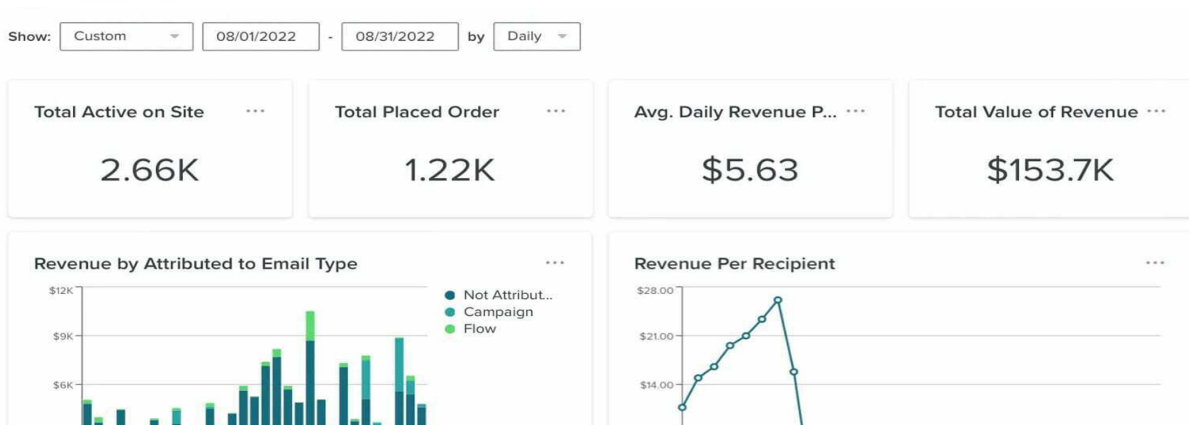 Show: Custom 08/01/2022 - 08/31/2022 by Daily
Total Active on Site ...
2.66K
Total Placed Order ...
1.22K
Avg. Daily Revenue P... ...
$5.63
Total Value of Revenue ...
$153.7K
Revenue by Attributed to Email Type ...
$12K
$9K
$6K
Not Attribut...
Campaign
Flow
Revenue Per Recipient ...
$28.00
$21.00
$14.00